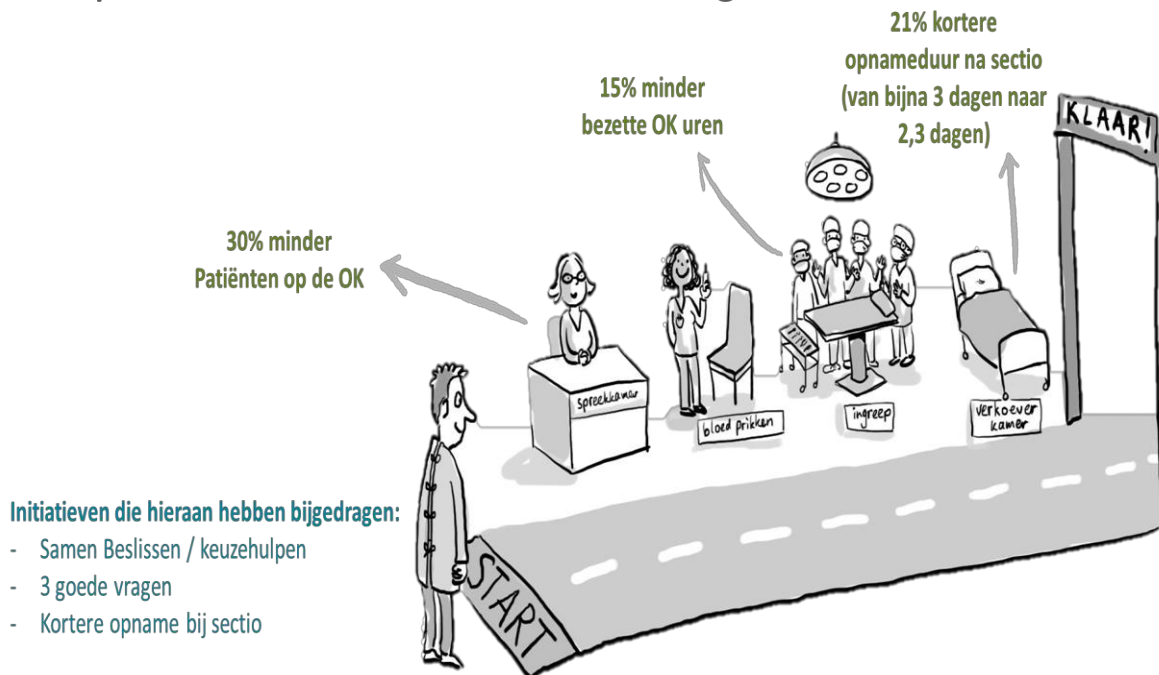 21% kortere
opnameduur na sectio
(van bijna 3 dagen naar
2,3 dagen)
15% minder
bezette OK uren
KLAAR!
30% minder
Patiënten op de OK
spreekkamer
bloed prikken
ingreep
verkoever
kamer
Initiatieven die hieraan hebben bijgedragen:
- Samen Beslissen / keuzehulpen
- 3 goede vragen
- Kortere opname bij sectio
START